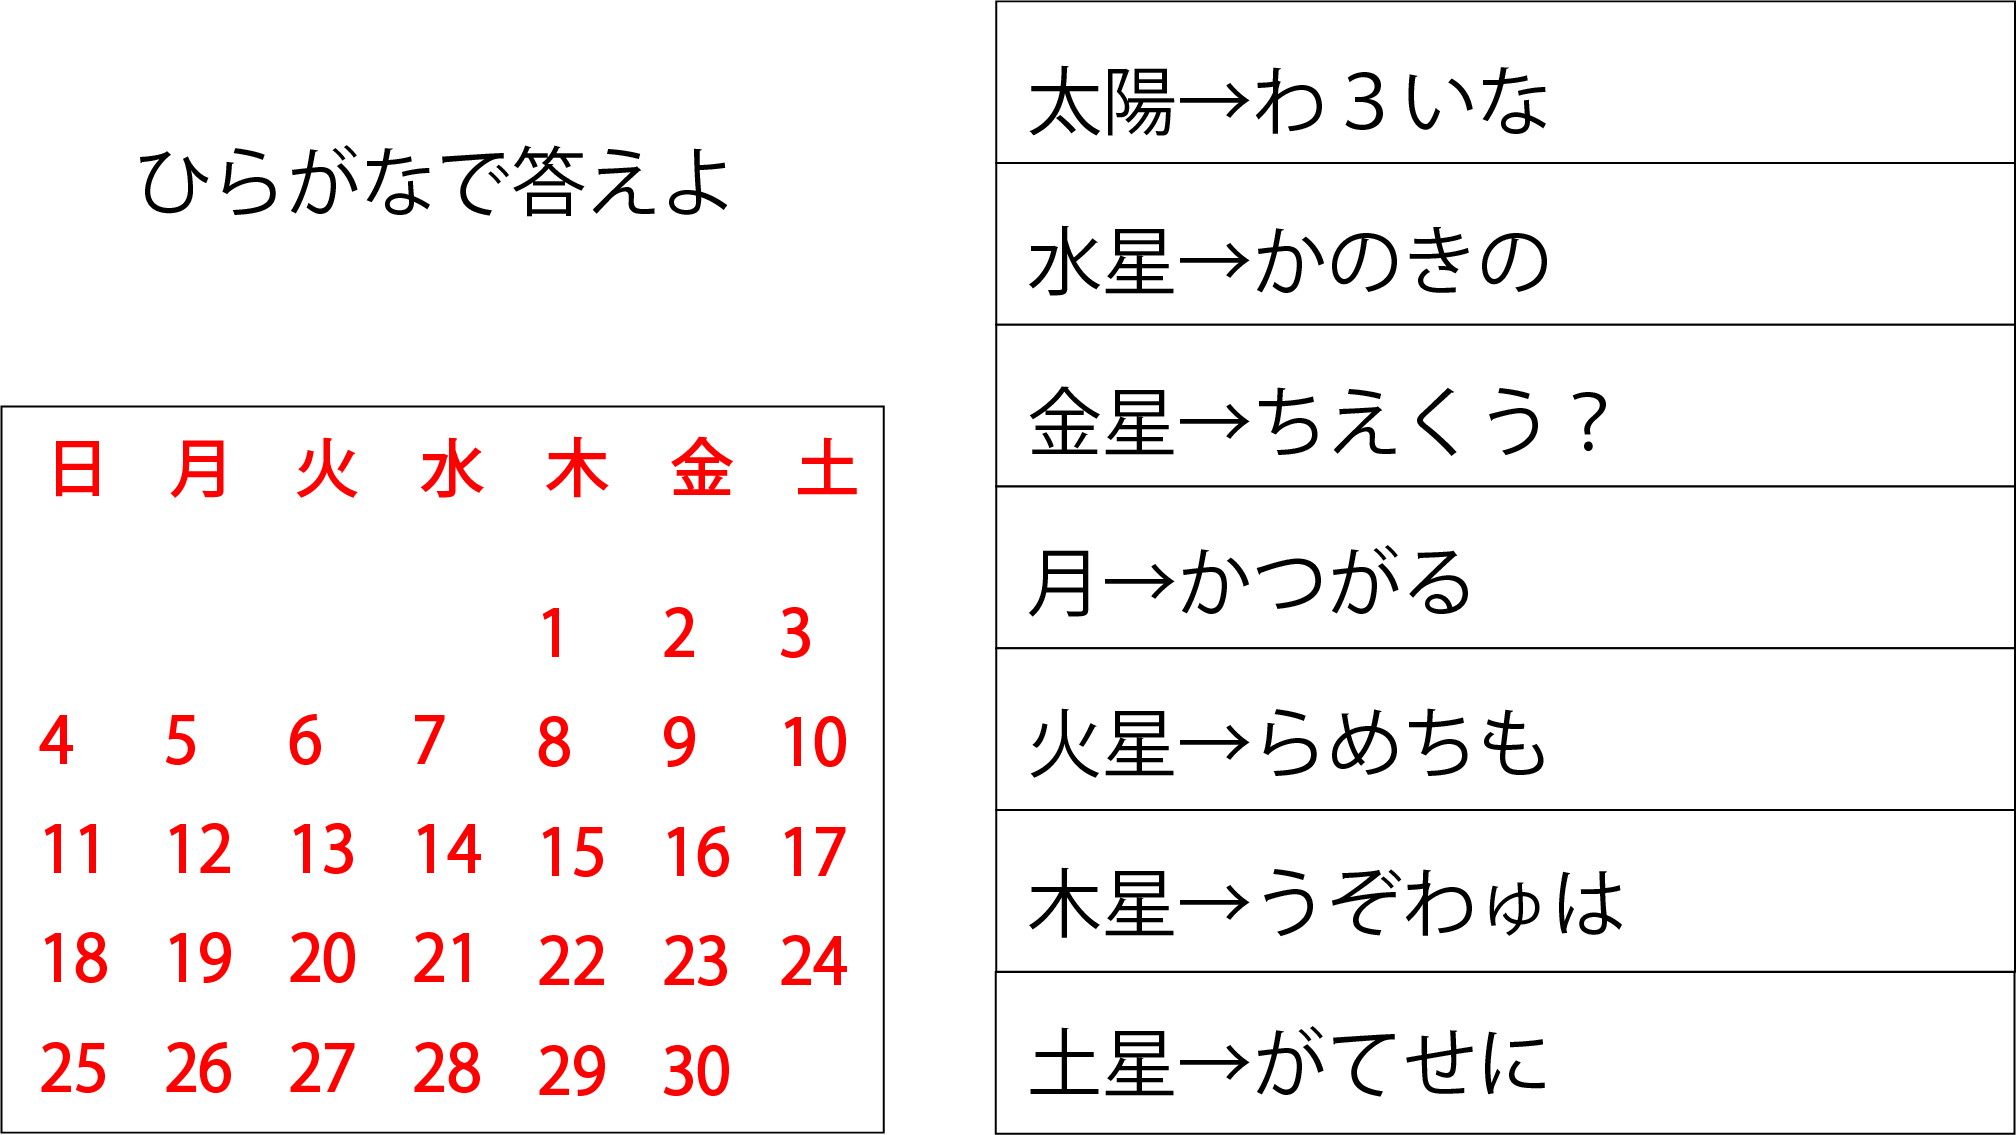 ひらがなで答えよ
日 月 火 水 木 金 土
1 2 3
4 5 6 7 8 9 10
11 12 13 14 15 16 17
18 19 20 21 22 23 24
25 26 27 28 29 30
太陽→わ３いな
水星→かのきの
金星→ちえくう？
月→かつがる
火星→らめちも
木星→うぞわゅは
土星→がてせに